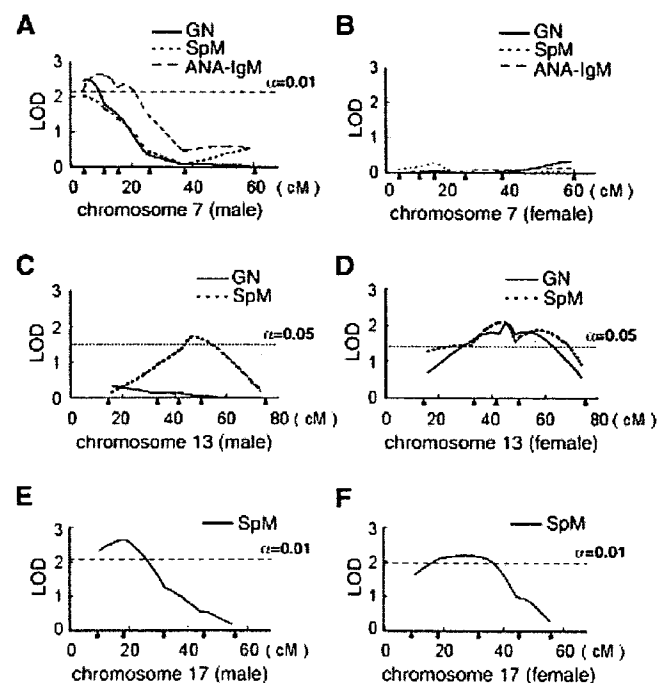 A
GN
SpM
ANA-IgM
α=0.01
LOD
3
2
1
0
0 20 40 60 (cM)
chromosome 7 (male)
B
GN
SpM
ANA-IgM
LOD
3
2
1
0
0 20 40 60 (cM)
chromosome 7 (female)
C
GN
SpM
α=0.05
LOD
3
2
1
0
0 20 40 60 80 (cM)
chromosome 13 (male)
D
GN
SpM
α=0.05
LOD
3
2
1
0
0 20 40 60 80 (cM)
chromosome 13 (female)
E
SpM
α=0.01
LOD
3
2
1
0
0 20 40 60 (cM)
chromosome 17 (male)
F
SpM
α=0.01
LOD
3
2
1
0
0 20 40 60 (cM)
chromosome 17 (female)